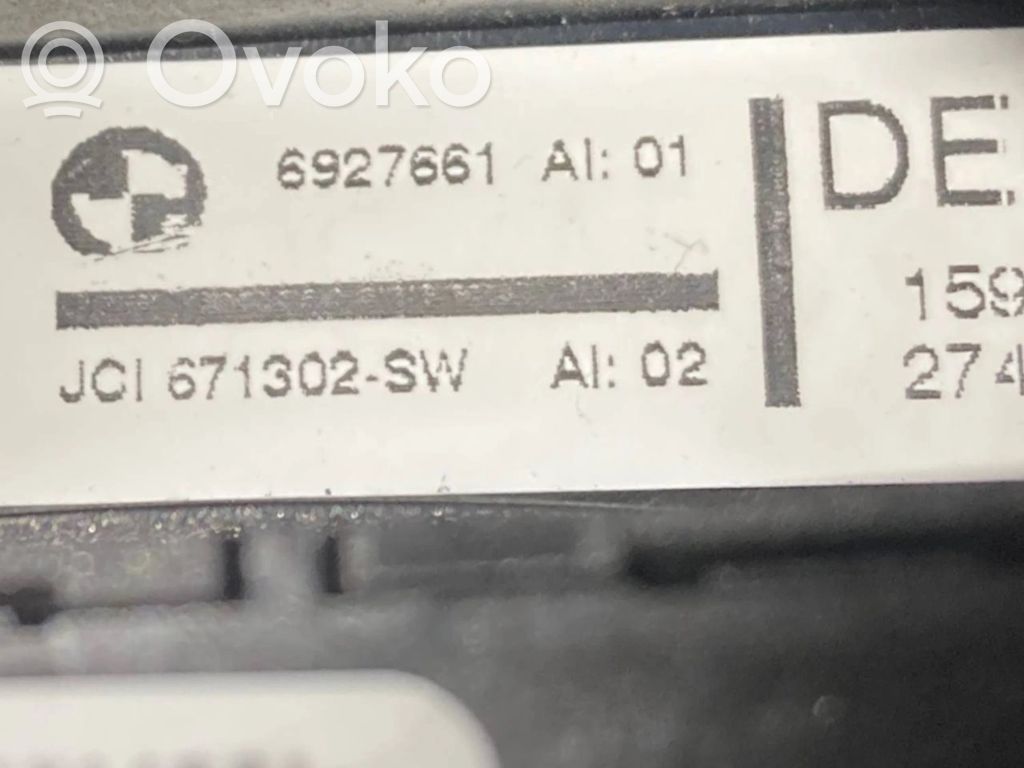 Ovoko
6927661 AI: 01
JCI 671302-SW AI: 02
DE
159
274